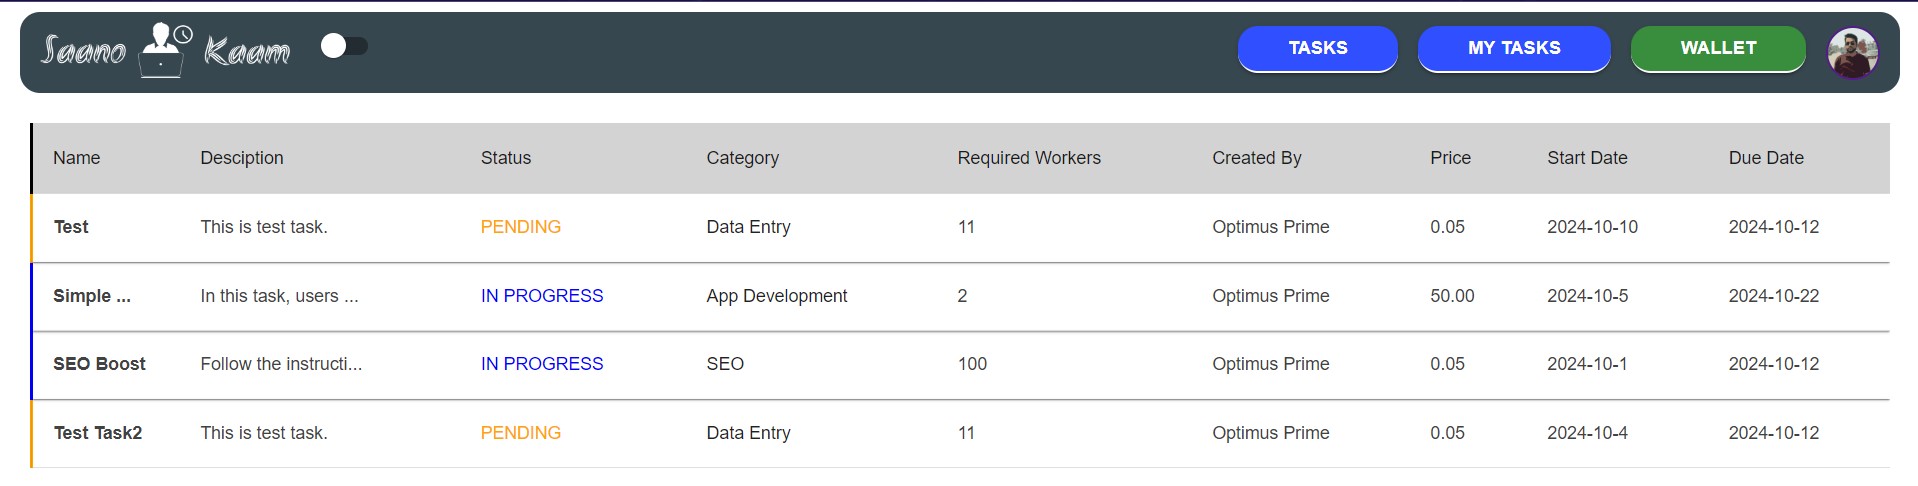 Saano Kaam TASKS MY TASKS WALLET
Name Desciption Status Category Required Workers Created By Price Start Date Due Date
Test This is test task. PENDING Data Entry 11 Optimus Prime 0.05 2024-10-10 2024-10-12
Simple ... In this task, users ... IN PROGRESS App Development 2 Optimus Prime 50.00 2024-10-5 2024-10-22
SEO Boost Follow the instructi... IN PROGRESS SEO 100 Optimus Prime 0.05 2024-10-1 2024-10-12
Test Task2 This is test task. PENDING Data Entry 11 Optimus Prime 0.05 2024-10-4 2024-10-12